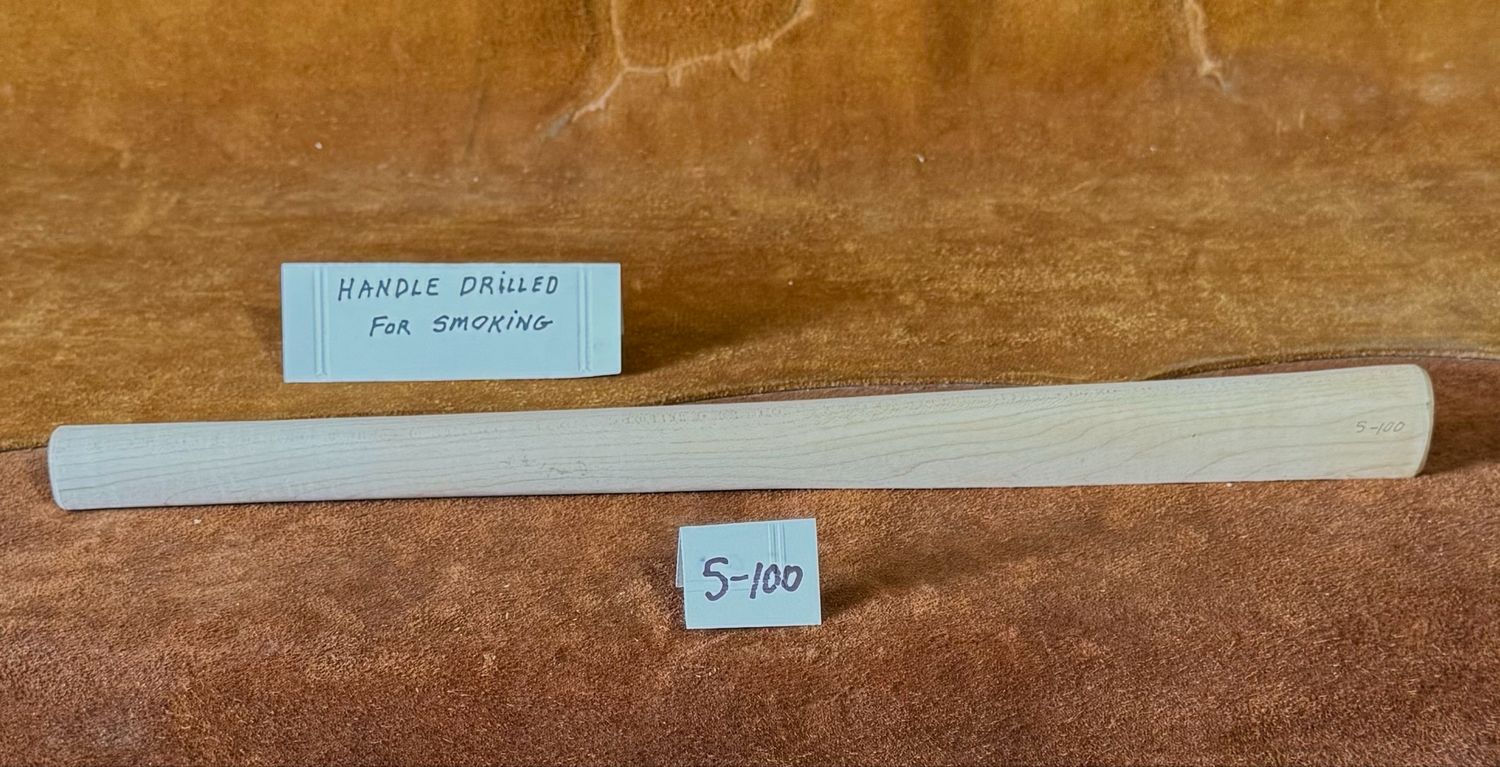 HANDLE DRILLED
FOR SMOKING
5-100
5-100